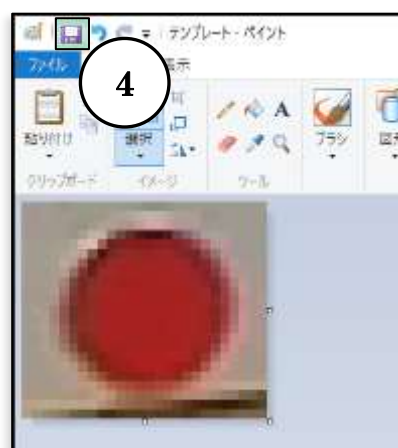 テンプレート - ペイント
ファイル
表示
4
貼り付け
選択
A
ブラシ
図形
クリップボード
イメージ
ツール